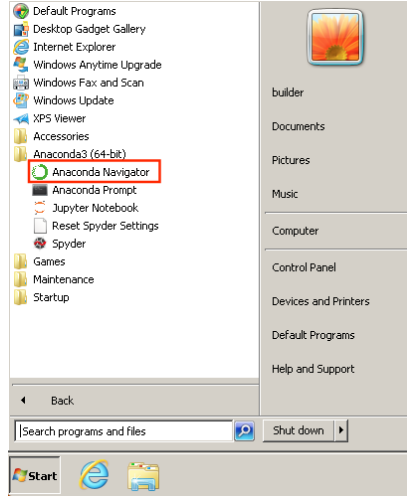 Default Programs
Desktop Gadget Gallery
Internet Explorer
Windows Anytime Upgrade
Windows Fax and Scan
Windows Update
XPS Viewer
Accessories
Anaconda3 (64-bit)
Anaconda Navigator
Anaconda Prompt
Jupyter Notebook
Reset Spyder Settings
Spyder
Games
Maintenance
Startup
Back
Search programs and files
builder
Documents
Pictures
Music
Computer
Control Panel
Devices and Printers
Default Programs
Help and Support
Shut down
Start